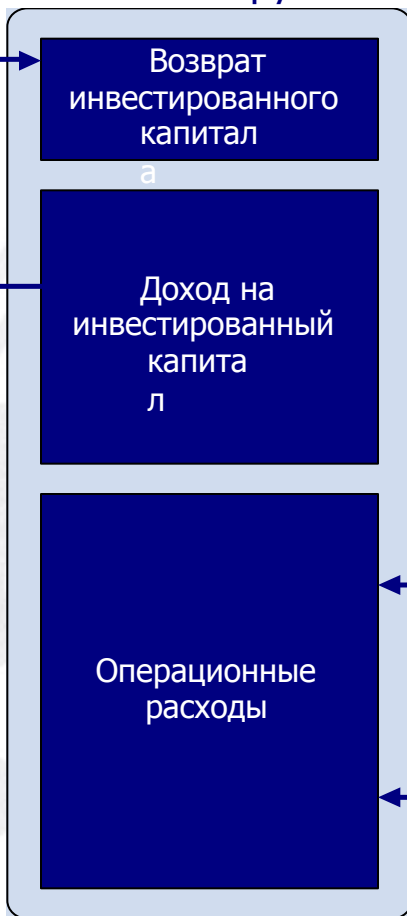 Возврат
инвестированного
капитал
а
Доход на
инвестированный
капита
л
Операционные
расходы